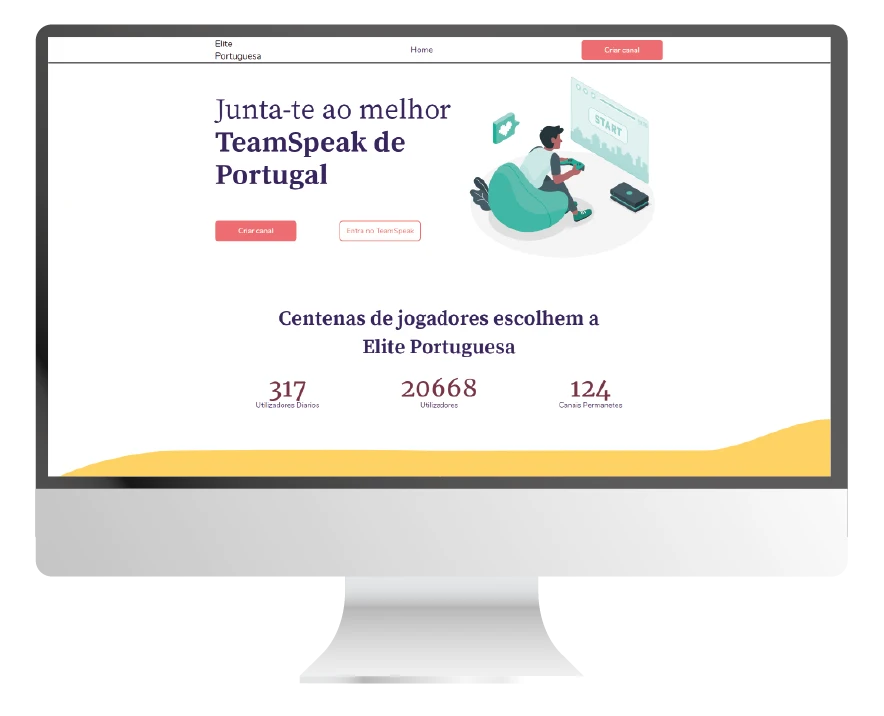 Elite
Portuguesa
Home
Criar canal
Junta-te ao melhor
TeamSpeak de
Portugal
START
Criar canal
Entra no TeamSpeak
Centenas de jogadores escolhem a
Elite Portuguesa
317
Utilizadores Diarios
20668
Utilizadores
124
Canais Permanetes